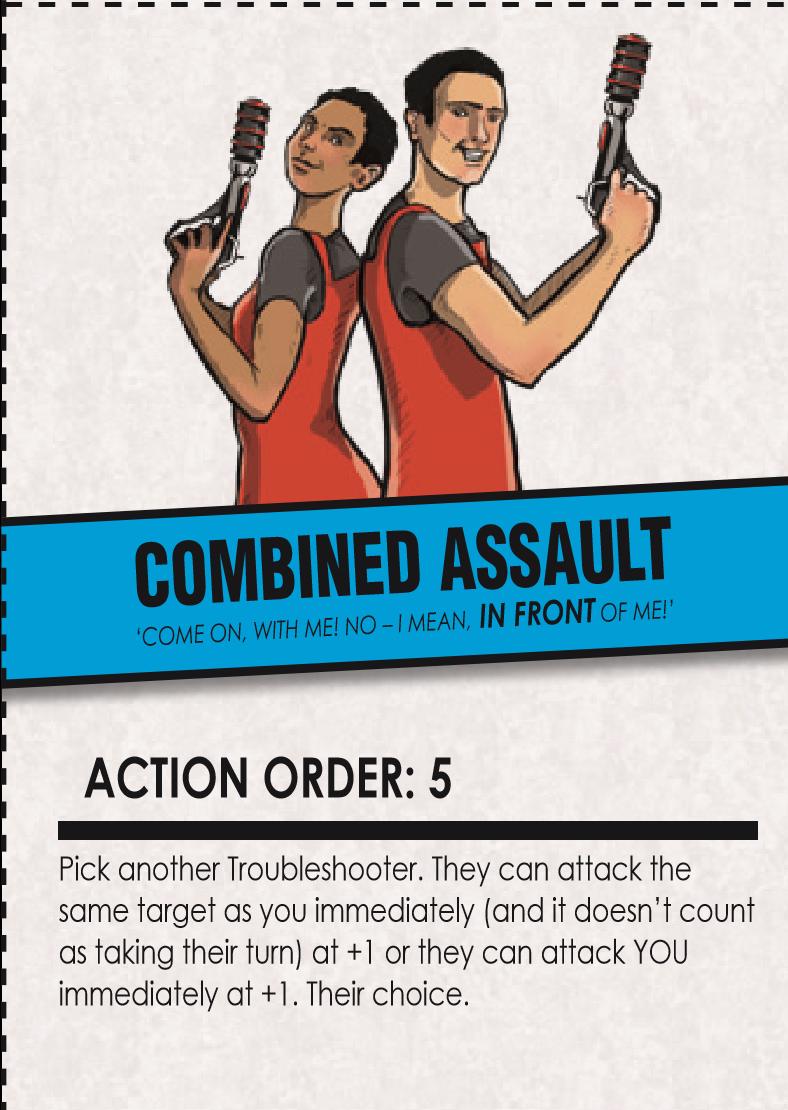 COMBINED ASSAULT
‘COME ON, WITH ME! NO – I MEAN, IN FRONT OF ME!’
ACTION ORDER: 5
Pick another Troubleshooter. They can attack the
same target as you immediately (and it doesn’t count
as taking their turn) at +1 or they can attack YOU
immediately at +1. Their choice.